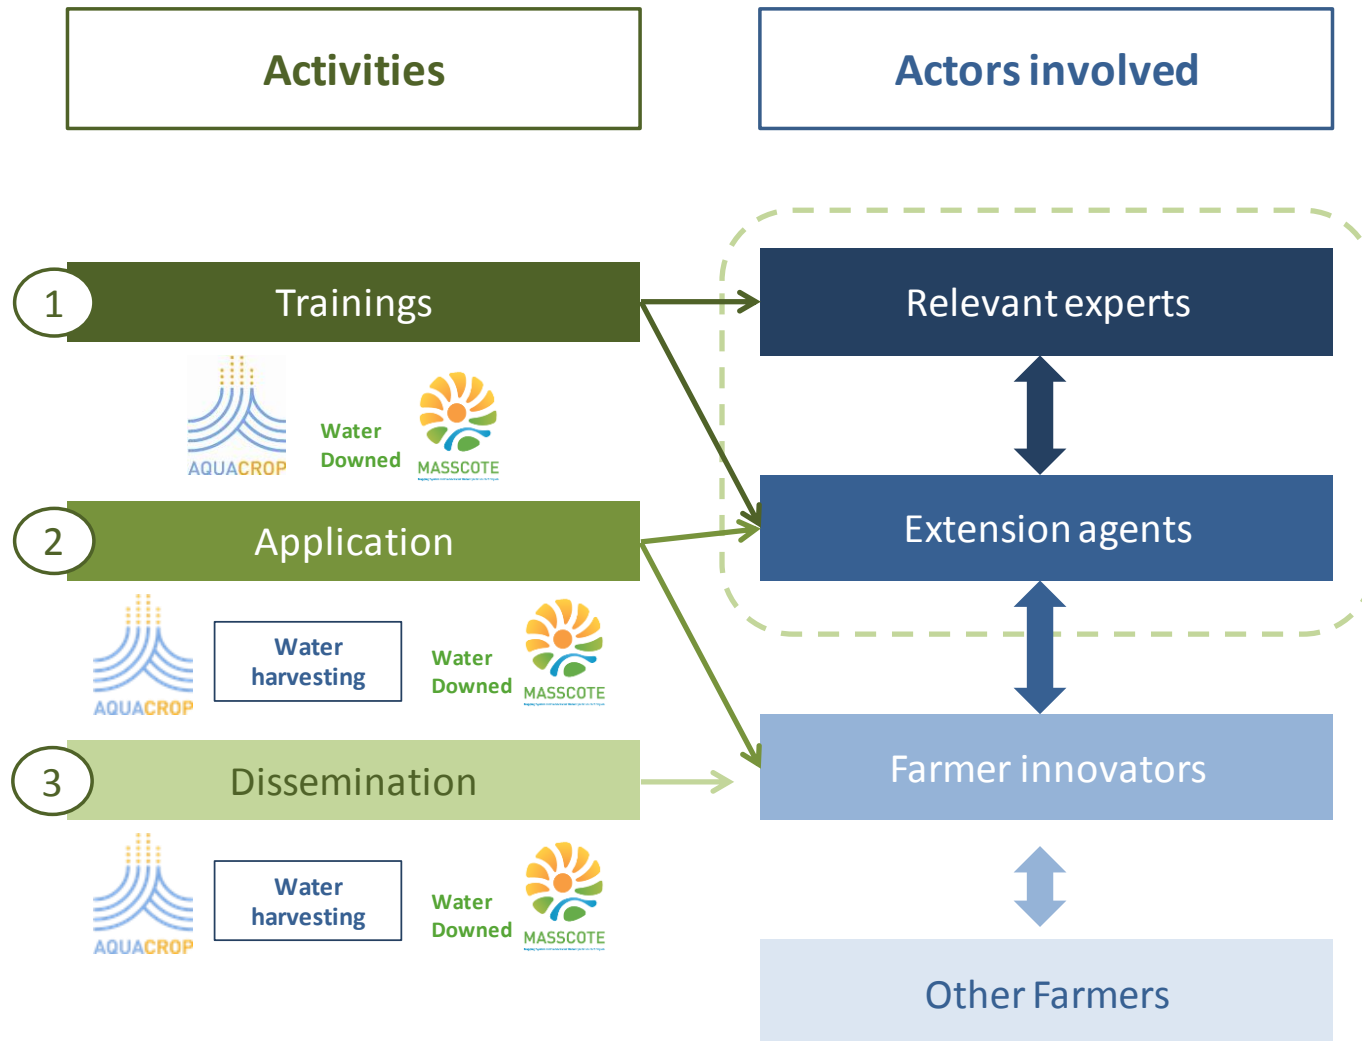 Activities
Actors involved
1
Trainings
Relevant experts
AQUACROP
Water
Downed
MASSCOTE
2
Application
Extension agents
AQUACROP
Water
harvesting
Water
Downed
MASSCOTE
3
Dissemination
Farmer innovators
AQUACROP
Water
harvesting
Water
Downed
MASSCOTE
Other Farmers